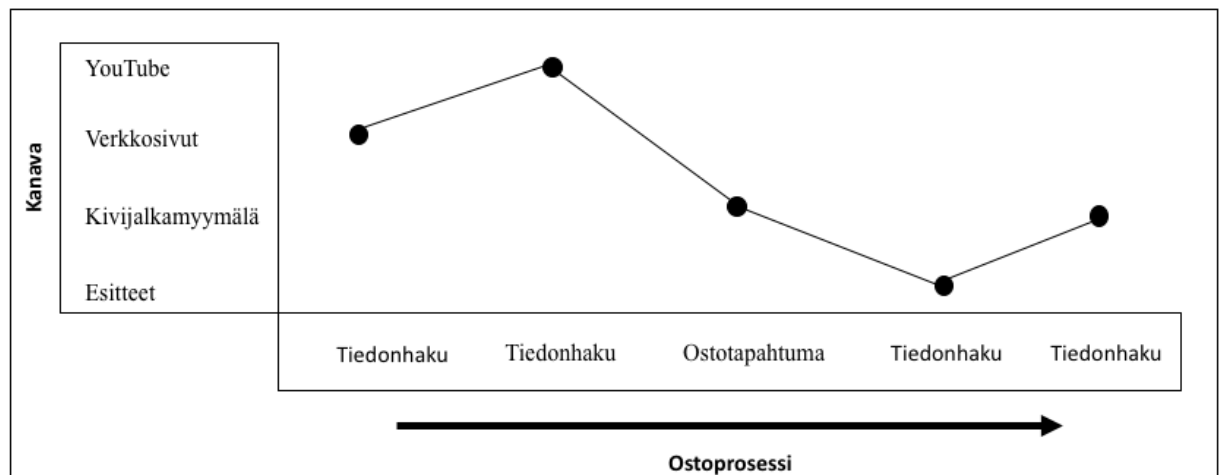 Kanava
YouTube
Verkkosivut
Kivijalkamyymälä
Esitteet
Tiedonhaku
Tiedonhaku
Ostotapahtuma
Tiedonhaku
Tiedonhaku
Ostoprosessi